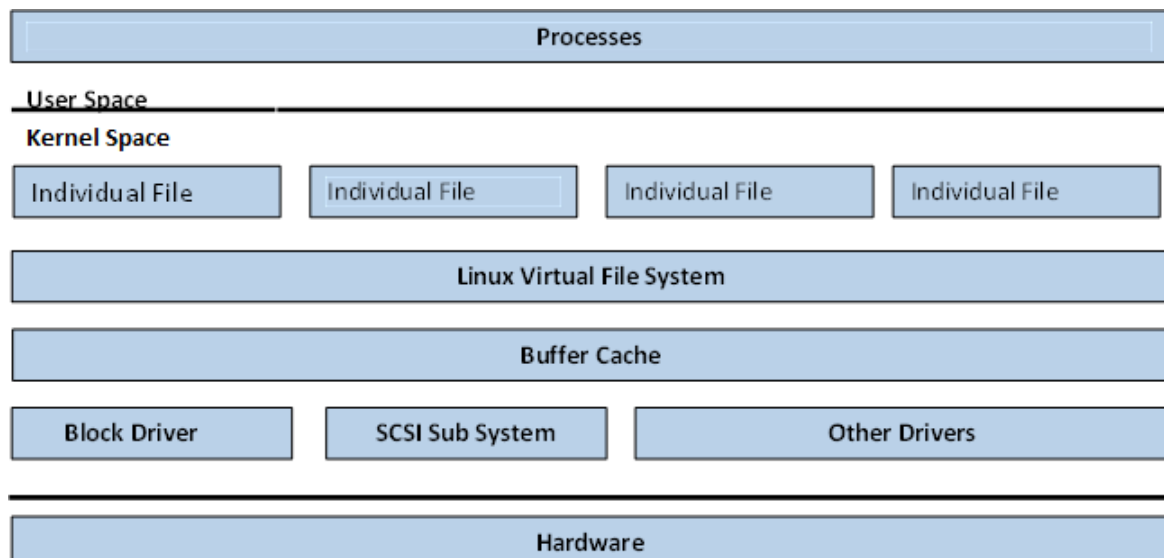 Processes
User Space
Kernel Space
Individual File
Individual File
Individual File
Individual File
Linux Virtual File System
Buffer Cache
Block Driver
SCSI Sub System
Other Drivers
Hardware